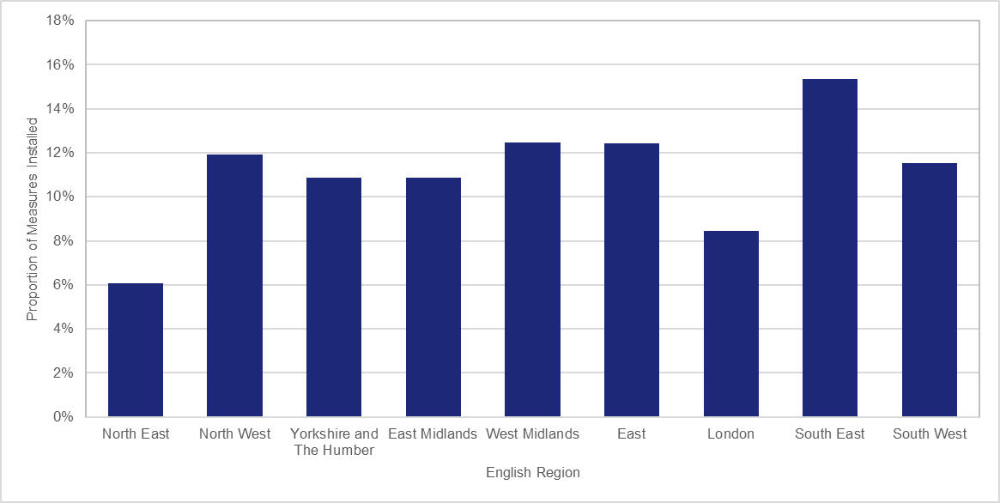 18%
16%
14%
12%
10%
8%
6%
4%
2%
0%
Proportion of Measures Installed
North East
North West
Yorkshire and
The Humber
East Midlands
West Midlands
East
London
South East
South West
English Region